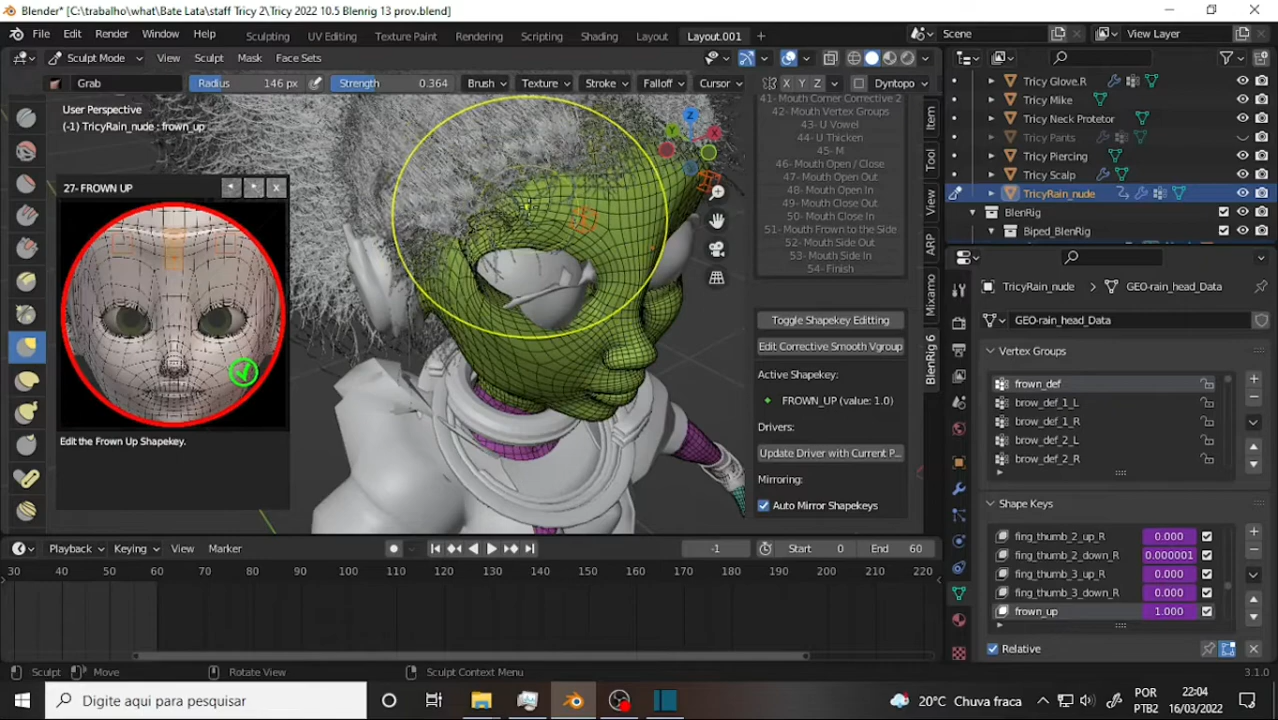 Blender* [C:\trabalho\what\Bate Lata\staff Tricy 2\Tricy 2022 10.5 Blenrig 13 prov.blend]
File Edit Render Window Help Sculpting UV Editing Texture Paint Rendering Scripting Shading Layout Layout.001 Scene View Layer
Sculpt Mode View Sculpt Mask Face Sets
Grab Radius 146 px Strength 0.364 Brush Texture Stroke Falloff Cursor X Y Z Dyntopo
User Perspective
(-1) TricyRain_nude : frown_up
27- FROWN UP
Edit the Frown Up Shapekey.
Z
Y
X
41- Mouth Corner Corrective 2
42- Mouth Vertex Groups
43- U Vowel
44- U Thicken
45- M
46- Mouth Open / Close
47- Mouth Open Out
48- Mouth Open In
49- Mouth Close Out
50- Mouth Close In
51- Mouth Frown to the Side
52- Mouth Side Out
53- Mouth Side In
54- Finish
Toggle Shapekey Editing
Edit Corrective Smooth Vgroup
Active Shapekey:
FROWN_UP (value: 1.0)
Drivers:
Update Driver with Current P...
Mirroring:
Auto Mirror Shapekeys
Item
Tool
View
ARP
Mixamo
BlenRig 6
Tricy Glove.R
Tricy Mike
Tricy Neck Protetor
Tricy Pants
Tricy Piercing
Tricy Scalp
TricyRain_nude
BlenRig
Biped_BlenRig
TricyRain_nude GEO-rain_head_Data
GEO-rain_head_Data
Vertex Groups
frown_def
brow_def_1_L
brow_def_1_R
brow_def_2_L
brow_def_2_R
Shape Keys
fing_thumb_2_up_R 0.000
fing_thumb_2_down_R 0.000001
fing_thumb_3_up_R 0.000
fing_thumb_3_down_R 0.000
frown_up 1.000
Relative
Playback Keying View Marker -1 Start 0 End 60
30 40 50 60 70 80 90 100 110 120 130 140 150 160 170 180 190 200 210 220
Sculpt Move Rotate View Sculpt Context Menu 3.1.0
Digite aqui para pesquisar
20°C Chuva fraca
POR
PTB2
22:04
16/03/2022